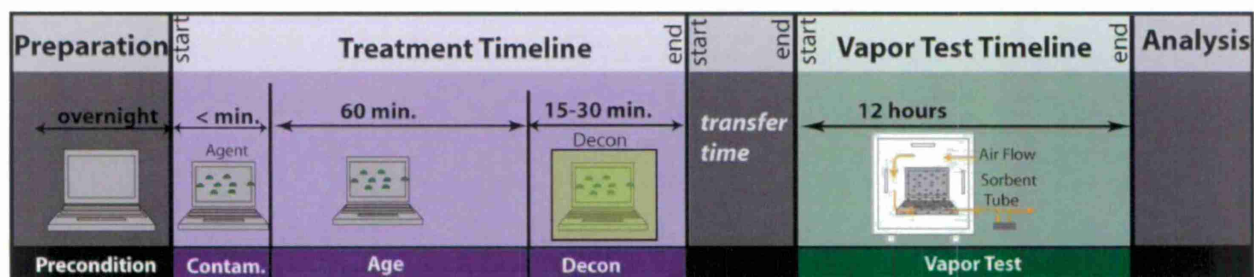 Preparation
start
Treatment Timeline
end
start
end
start
Vapor Test Timeline
end
Analysis
overnight
< min.
60 min.
15-30 min.
transfer
time
12 hours
Agent
Decon
Air Flow
Sorbent
Tube
Precondition
Contam.
Age
Decon
Vapor Test